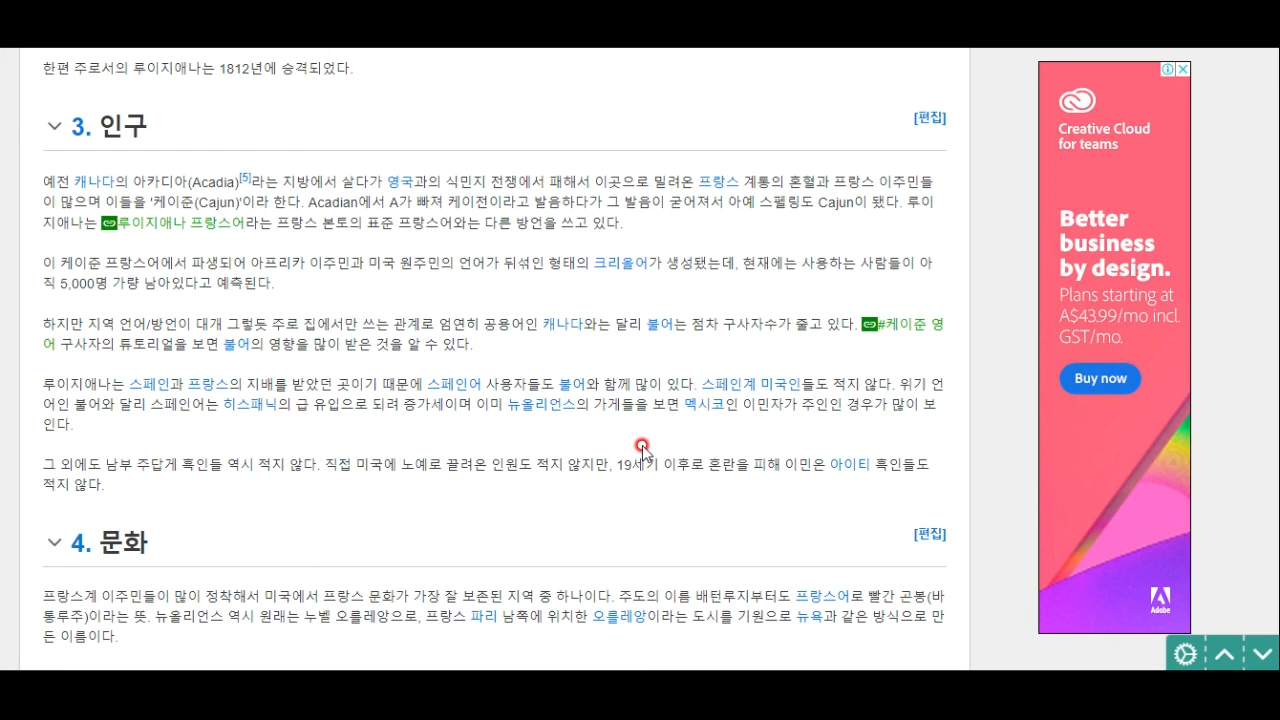 한편 주로서의 루이지애나는 1812년에 승격되었다.
3. 인구
[편집]
예전 캐나다의 아카디아(Acadia)[5]라는 지방에서 살다가 영국과의 식민지 전쟁에서 패해서 이곳으로 밀려온 프랑스 계통의 혼혈과 프랑스 이주민들
이 많으며 이들을 '케이준(Cajun)'이라 한다. Acadian에서 A가 빠져 케이전이라고 발음하다가 그 발음이 굳어져서 아예 스펠링도 Cajun이 됐다. 루이
지애나는 루이지애나 프랑스어라는 프랑스 본토의 표준 프랑스어와는 다른 방언을 쓰고 있다.
이 케이준 프랑스어에서 파생되어 아프리카 이주민과 미국 원주민의 언어가 뒤섞인 형태의 크리올어가 생성됐는데, 현재에는 사용하는 사람들이 아
직 5,000명 가량 남아있다고 예측된다.
하지만 지역 언어/방언이 대개 그렇듯 주로 집에서만 쓰는 관계로 엄연히 공용어인 캐나다와는 달리 불어는 점차 구사자수가 줄고 있다. #케이준 영
어 구사자의 튜토리얼을 보면 불어의 영향을 많이 받은 것을 알 수 있다.
루이지애나는 스페인과 프랑스의 지배를 받았던 곳이기 때문에 스페인어 사용자들도 불어와 함께 많이 있다. 스페인계 미국인들도 적지 않다. 위기 언
어인 불어와 달리 스페인어는 히스패닉의 급 유입으로 되려 증가세이며 이미 뉴올리언스의 가게들을 보면 멕시코인 이민자가 주인인 경우가 많이 보
인다.
그 외에도 남부 주답게 흑인들 역시 적지 않다. 직접 미국에 노예로 끌려온 인원도 적지 않지만, 19세기 이후로 혼란을 피해 이민온 아이티 흑인들도
적지 않다.
4. 문화
[편집]
프랑스계 이주민들이 많이 정착해서 미국에서 프랑스 문화가 가장 잘 보존된 지역 중 하나이다. 주도의 이름 배턴루지부터도 프랑스어로 빨간 곤봉(바
통루주)이라는 뜻. 뉴올리언스 역시 원래는 누벨 오를레앙으로, 프랑스 파리 남쪽에 위치한 오를레앙이라는 도시를 기원으로 뉴욕과 같은 방식으로 만
든 이름이다.
Creative Cloud
for teams
Better
business
by design.
Plans starting at
A$43.99/mo incl.
GST/mo.
Buy now
Adobe